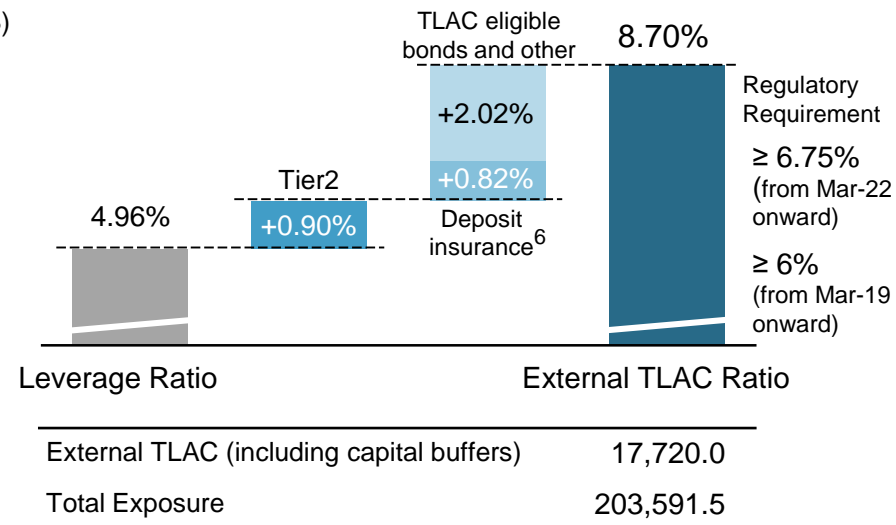 )
TLAC eligible
bonds and other
8.70%
+2.02%
Regulatory
Requirement
Tier2
+0.82%
≥ 6.75%
(from Mar-22
onward)
4.96%
+0.90%
Deposit
insurance6
≥ 6%
(from Mar-19
onward)
Leverage Ratio
External TLAC Ratio
External TLAC (including capital buffers) 17,720.0
Total Exposure 203,591.5